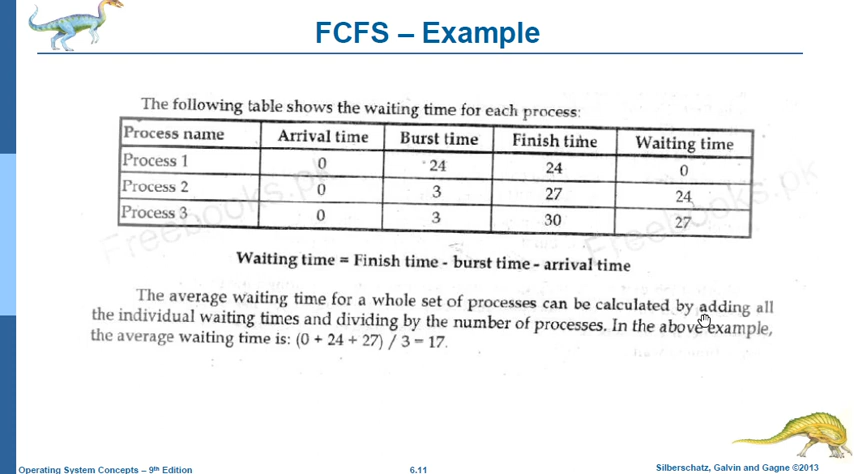 FCFS – Example
The following table shows the waiting time for each process:
Process name Arrival time Burst time Finish time Waiting time
Process 1 0 24 24 0
Process 2 0 3 27 24
Process 3 0 3 30 27
Freebooks.pk Freebooks.pk
Waiting time = Finish time - burst time - arrival time
The average waiting time for a whole set of processes can be calculated by adding all
the individual waiting times and dividing by the number of processes. In the above example,
the average waiting time is: (0 + 24 + 27) / 3 = 17.
Operating System Concepts – 9th Edition 6.11 Silberschatz, Galvin and Gagne ©2013